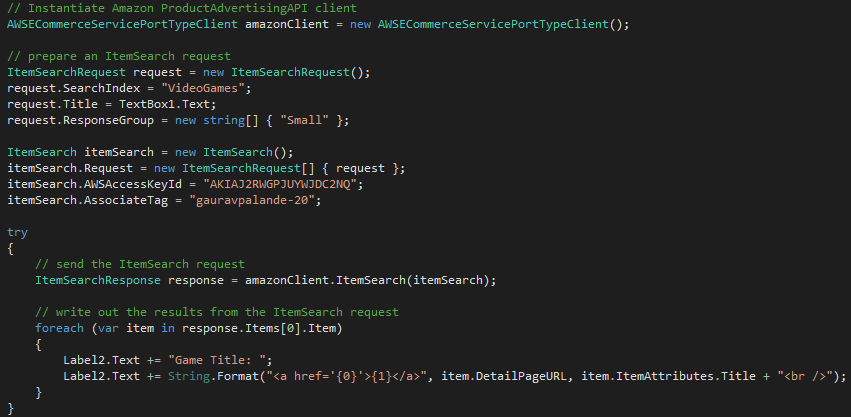 // Instantiate Amazon ProductAdvertisingAPI client
AWSECommerceServicePortTypeClient amazonClient = new AWSECommerceServicePortTypeClient();
// prepare an ItemSearch request
ItemSearchRequest request = new ItemSearchRequest();
request.SearchIndex = "VideoGames";
request.Title = TextBox1.Text;
request.ResponseGroup = new string[] { "Small" };
ItemSearch itemSearch = new ItemSearch();
itemSearch.Request = new ItemSearchRequest[] { request };
itemSearch.AWSAccessKeyId = "AKIAJ2RWGPJUYWJDC2NQ";
itemSearch.AssociateTag = "gauravpalande-20";
try
{
// send the ItemSearch request
ItemSearchResponse response = amazonClient.ItemSearch(itemSearch);
// write out the results from the ItemSearch request
foreach (var item in response.Items[0].Item)
{
Label2.Text += "Game Title: ";
Label2.Text += String.Format("<a href='{0}'>{1}</a>", item.DetailPageURL, item.ItemAttributes.Title + "<br />");
}
}